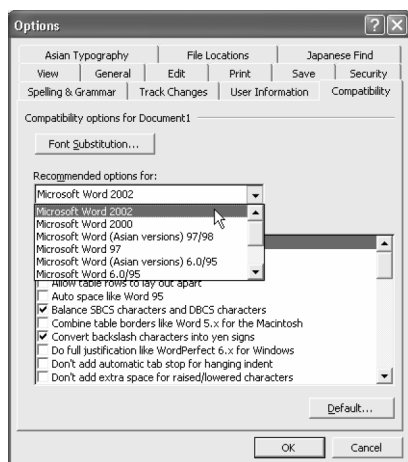 Options
Asian Typography File Locations Japanese Find
View General Edit Print Save Security
Spelling & Grammar Track Changes User Information Compatibility
Compatibility options for Document1
Font Substitution...
Recommended options for:
Microsoft Word 2002
Microsoft Word 2002
Microsoft Word 2000
Microsoft Word (Asian versions) 97/98
Microsoft Word 97
Microsoft Word (Asian versions) 6.0/95
Microsoft Word 6.0/95
Allow table rows to lay out apart
Auto space like Word 95
Balance SBCS characters and DBCS characters
Combine table borders like Word 5.x for the Macintosh
Convert backslash characters into yen signs
Do full justification like WordPerfect 6.x for Windows
Don't add automatic tab stop for hanging indent
Don't add extra space for raised/lowered characters
Default...
OK Cancel